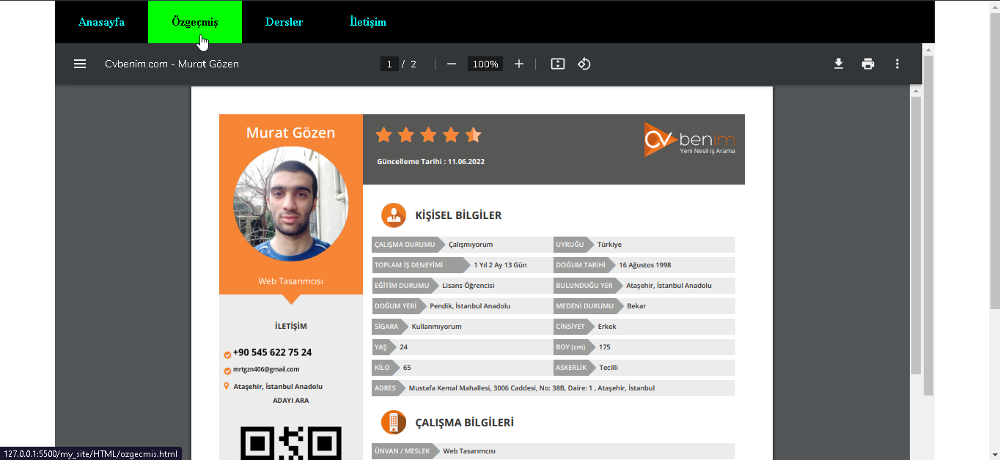 Anasayfa Özgeçmiş Dersler İletişim
Cvbenim.com - Murat Gözen 1 / 2 100%
Murat Gözen
Web Tasarımcısı
İLETİŞİM
+90 545 622 75 24
mrtgzn406@gmail.com
Ataşehir, İstanbul Anadolu
ADAYI ARA
Güncelleme Tarihi : 11.06.2022
CV benim
Yeni Nesil iş Arama
KİŞİSEL BİLGİLER
ÇALIŞMA DURUMU Çalışmıyorum UYRUĞU Türkiye
TOPLAM İŞ DENEYİMİ 1 Yıl 2 Ay 13 Gün DOĞUM TARİHİ 16 Ağustos 1998
EĞİTİM DURUMU Lisans Öğrencisi BULUNDUĞU YER Ataşehir, İstanbul Anadolu
DOĞUM YERİ Pendik, İstanbul Anadolu MEDENİ DURUMU Bekar
SİGARA Kullanmıyorum CİNSİYET Erkek
YAŞ 24 BOY (cm) 175
KİLO 65 ASKERLİK Tecilli
ADRES Mustafa Kemal Mahallesi, 3006 Caddesi, No: 38B, Daire: 1 , Ataşehir, İstanbul
ÇALIŞMA BİLGİLERİ
ÜNVAN / MESLEK Web Tasarımcısı
127.0.0.1:5500/my_site/HTML/ozgecmis.html